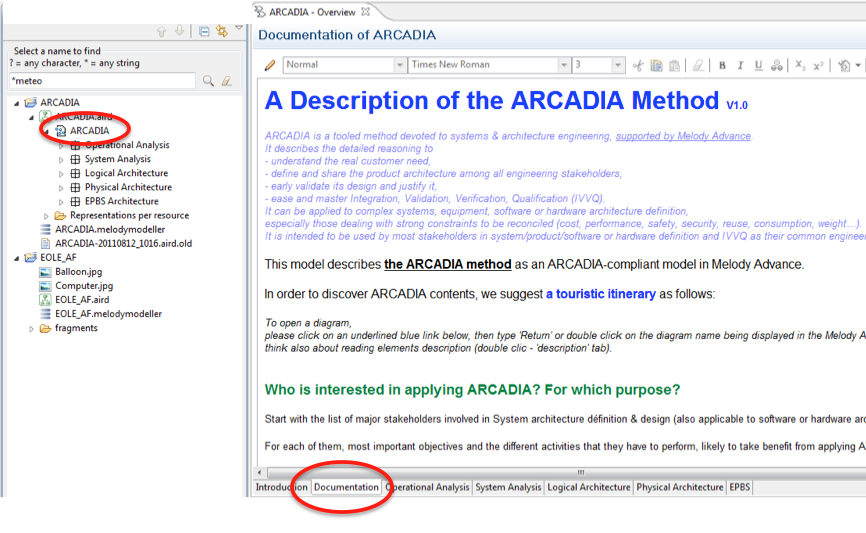 ARCADIA - Overview
Documentation of ARCADIA
Select a name to find
? = any character, * = any string
*meteo
ARCADIA
ARCADIA.aird
ARCADIA
Operational Analysis
System Analysis
Logical Architecture
Physical Architecture
EPBS Architecture
Representations per resource
ARCADIA.melodymodeller
ARCADIA-20110812_1016.aird.old
EOLE_AF
Balloon.jpg
Computer.jpg
EOLE_AF.aird
EOLE_AF.melodymodeller
fragments
Normal Times New Roman 3 B I U X₂ X²
A Description of the ARCADIA Method V1.0
ARCADIA is a tooled method devoted to systems & architecture engineering, supported by Melody Advance.
It describes the detailed reasoning to
- understand the real customer need,
- define and share the product architecture among all engineering stakeholders,
- early validate its design and justify it,
- ease and master Integration, Validation, Verification, Qualification (IVVQ).
It can be applied to complex systems, equipment, software or hardware architecture definition,
especially those dealing with strong constraints to be reconciled (cost, performance, safety, security, reuse, consumption, weight…).
It is intended to be used by most stakeholders in system/product/software or hardware definition and IVVQ as their common engineer
This model describes the ARCADIA method as an ARCADIA-compliant model in Melody Advance.
In order to discover ARCADIA contents, we suggest a touristic itinerary as follows:
To open a diagram,
please click on an underlined blue link below, then type 'Return' or double click on the diagram name being displayed in the Melody A
think also about reading elements description (double clic - 'description' tab).
Who is interested in applying ARCADIA? For which purpose?
Start with the list of major stakeholders involved in System architecture définition & design (also applicable to software or hardware arc
For each of them, most important objectives and the different activities that they have to perform, likely to take benefit from applying A
Introduction Documentation Operational Analysis System Analysis Logical Architecture Physical Architecture EPBS